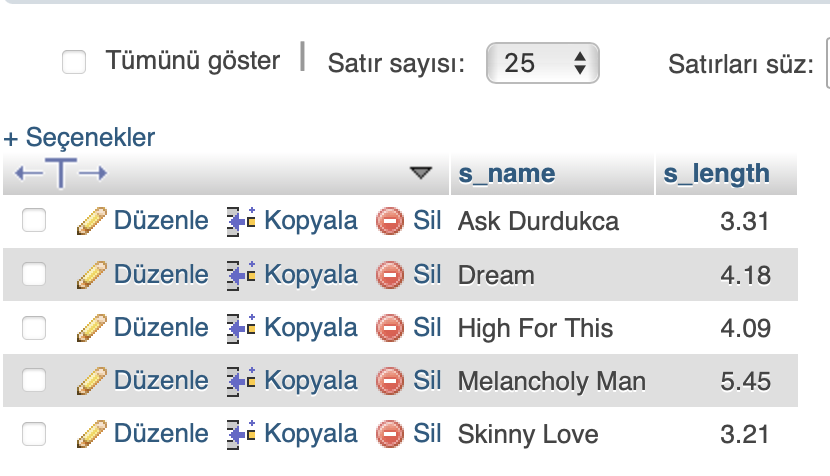 Tümünü göster | Satır sayısı: 25 Satırları süz:
+ Seçenekler
←T→ s_name s_length
Düzenle Kopyala Sil Ask Durdukca 3.31
Düzenle Kopyala Sil Dream 4.18
Düzenle Kopyala Sil High For This 4.09
Düzenle Kopyala Sil Melancholy Man 5.45
Düzenle Kopyala Sil Skinny Love 3.21